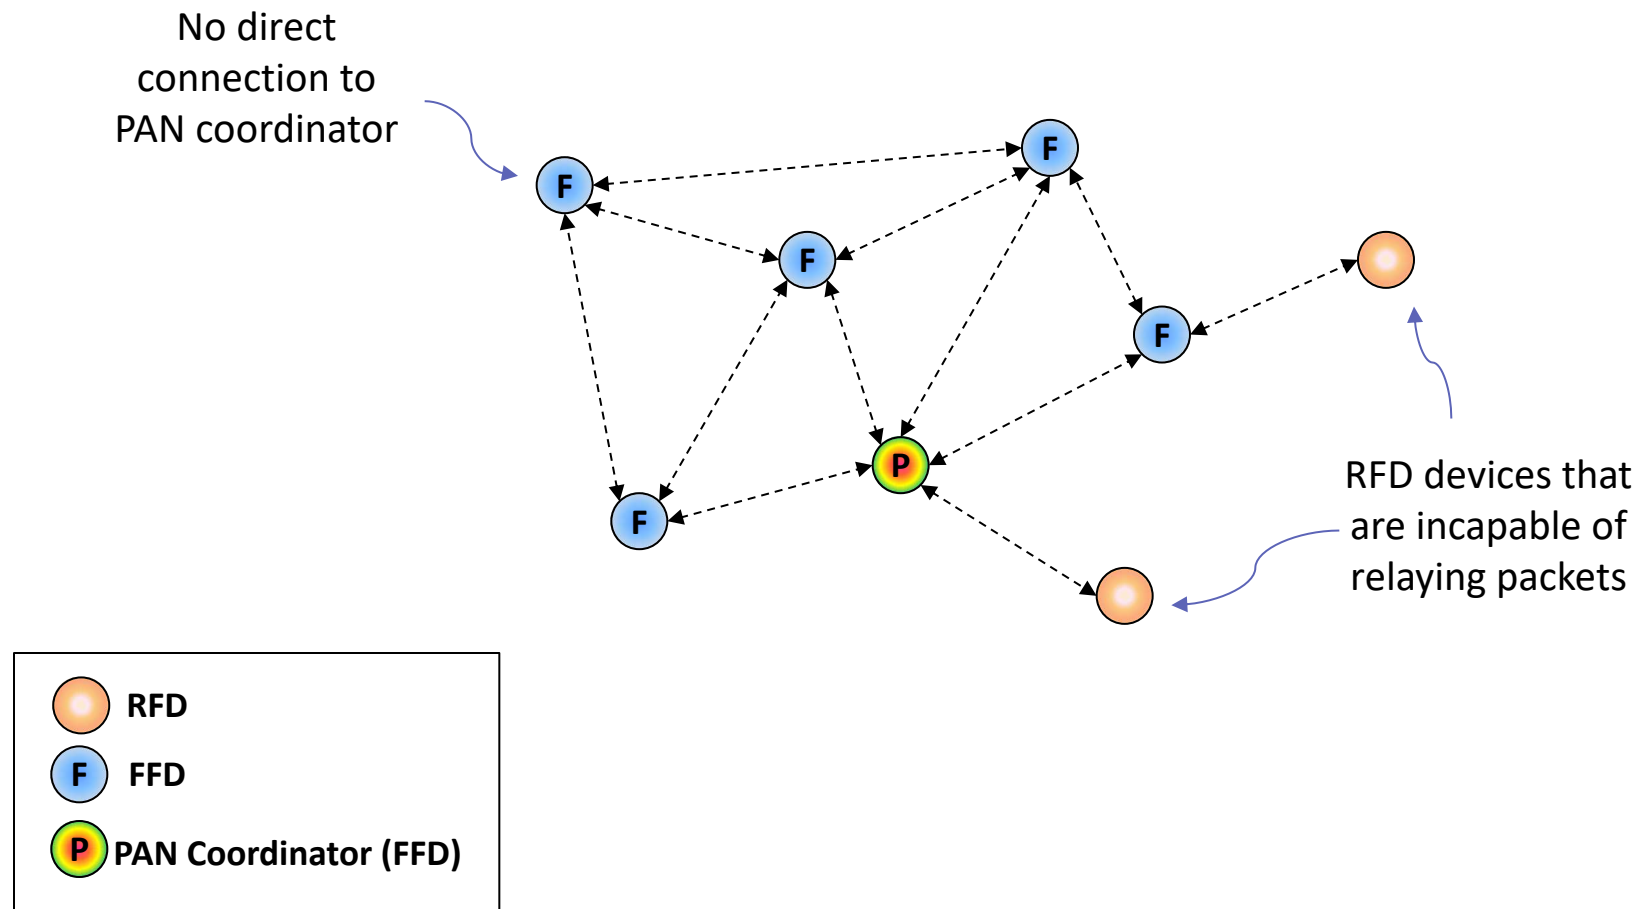 No direct
connection to
PAN coordinator
F
F
F
F
P
F
RFD devices that
are incapable of
relaying packets
RFD
F FFD
P PAN Coordinator (FFD)